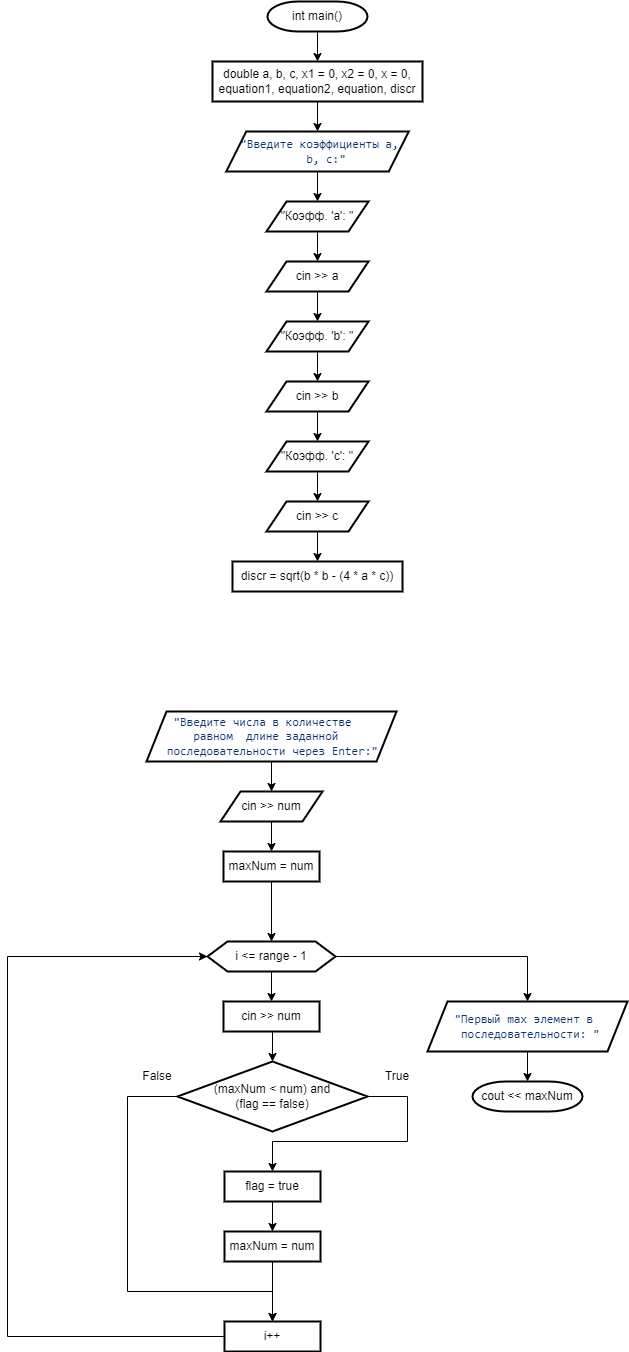 int main()
double a, b, c, x1 = 0, x2 = 0, x = 0,
equation1, equation2, equation, discr
"Введите коэффициенты a,
b, c:"
"Коэфф. 'a': "
cin >> a
"Коэфф. 'b': "
cin >> b
"Коэфф. 'c': "
cin >> c
discr = sqrt(b * b - (4 * a * c))
"Введите числа в количестве
равном  длине заданной
последовательности через Enter:"
cin >> num
maxNum = num
i <= range - 1
cin >> num
"Первый max элемент в
последовательности: "
False
True
(maxNum < num) and
(flag == false)
cout << maxNum
flag = true
maxNum = num
i++